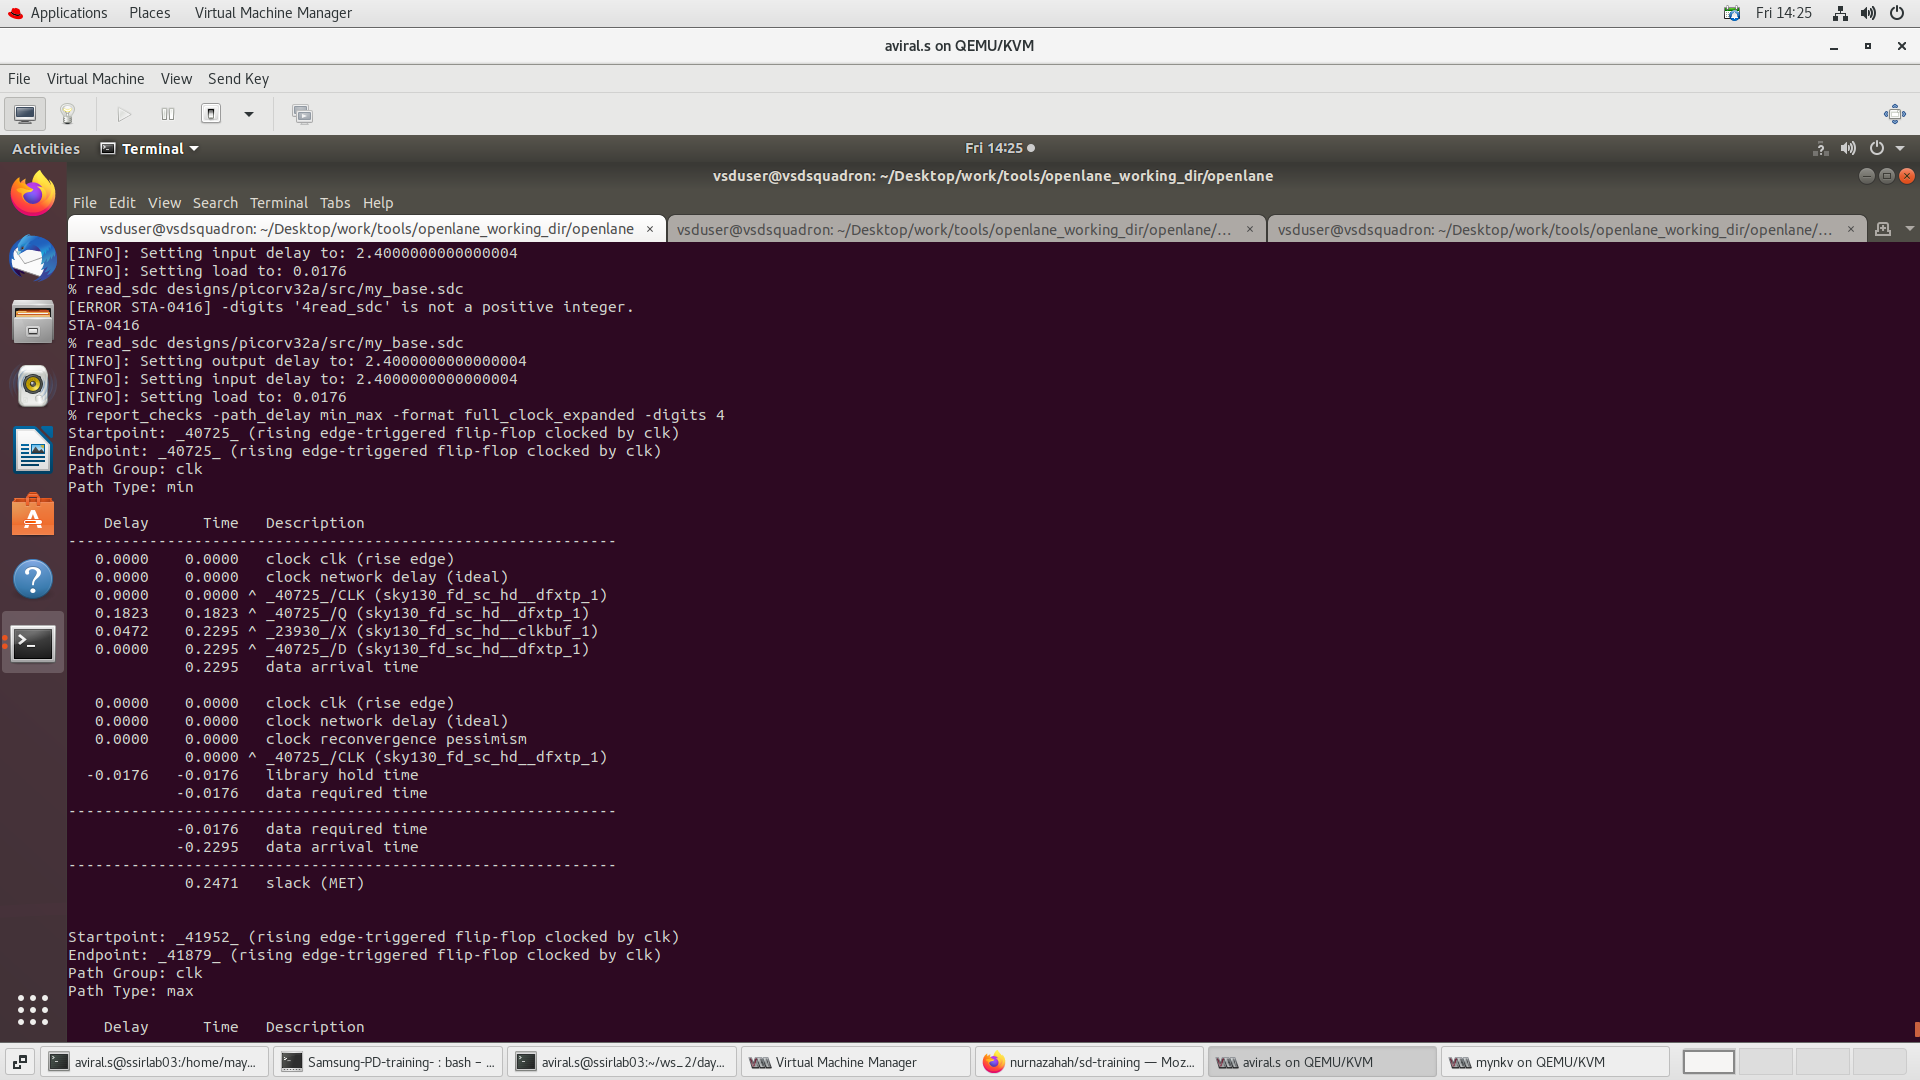 Applications Places Virtual Machine Manager Fri 14:25
aviral.s on QEMU/KVM
File Virtual Machine View Send Key
Activities Terminal Fri 14:25
vsduser@vsdsquadron: ~/Desktop/work/tools/openlane_working_dir/openlane
File Edit View Search Terminal Tabs Help
vsduser@vsdsquadron: ~/Desktop/work/tools/openlane_working_dir/openlane × vsduser@vsdsquadron: ~/Desktop/work/tools/openlane_working_dir/openlane/... × vsduser@vsdsquadron: ~/Desktop/work/tools/openlane_working_dir/openlane/... ×
[INFO]: Setting input delay to: 2.4000000000000004
[INFO]: Setting load to: 0.0176
% read_sdc designs/picorv32a/src/my_base.sdc
[ERROR STA-0416] -digits '4read_sdc' is not a positive integer.
STA-0416
% read_sdc designs/picorv32a/src/my_base.sdc
[INFO]: Setting output delay to: 2.4000000000000004
[INFO]: Setting input delay to: 2.4000000000000004
[INFO]: Setting load to: 0.0176
% report_checks -path_delay min_max -format full_clock_expanded -digits 4
Startpoint: _40725_ (rising edge-triggered flip-flop clocked by clk)
Endpoint: _40725_ (rising edge-triggered flip-flop clocked by clk)
Path Group: clk
Path Type: min
Delay Time Description
-------------------------------------------------------------
0.0000 0.0000 clock clk (rise edge)
0.0000 0.0000 clock network delay (ideal)
0.0000 0.0000 ^ _40725_/CLK (sky130_fd_sc_hd__dfxtp_1)
0.1823 0.1823 ^ _40725_/Q (sky130_fd_sc_hd__dfxtp_1)
0.0472 0.2295 ^ _23930_/X (sky130_fd_sc_hd__clkbuf_1)
0.0000 0.2295 ^ _40725_/D (sky130_fd_sc_hd__dfxtp_1)
0.2295 data arrival time
0.0000 0.0000 clock clk (rise edge)
0.0000 0.0000 clock network delay (ideal)
0.0000 0.0000 clock reconvergence pessimism
0.0000 ^ _40725_/CLK (sky130_fd_sc_hd__dfxtp_1)
-0.0176 -0.0176 library hold time
-0.0176 data required time
-------------------------------------------------------------
-0.0176 data required time
-0.2295 data arrival time
-------------------------------------------------------------
0.2471 slack (MET)
Startpoint: _41952_ (rising edge-triggered flip-flop clocked by clk)
Endpoint: _41879_ (rising edge-triggered flip-flop clocked by clk)
Path Group: clk
Path Type: max
Delay Time Description
aviral.s@ssirlab03:/home/may... Samsung-PD-training- : bash – ... aviral.s@ssirlab03:~/ws_2/day... Virtual Machine Manager nurnazahah/sd-training — Moz... aviral.s on QEMU/KVM mynkv on QEMU/KVM